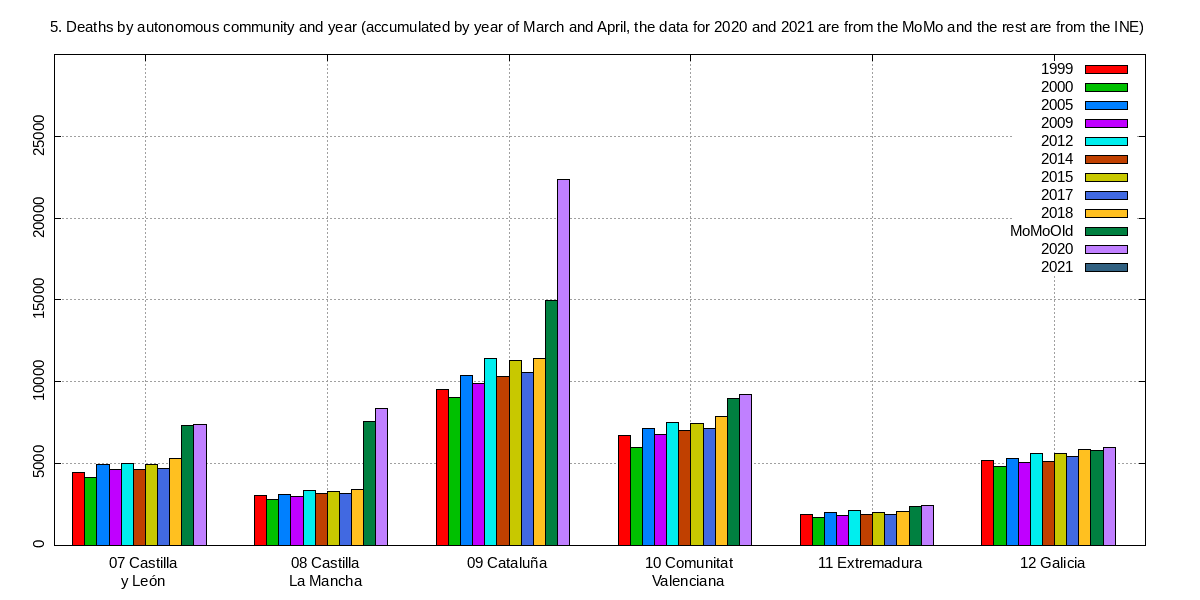 5. Deaths by autonomous community and year (accumulated by year of March and April, the data for 2020 and 2021 are from the MoMo and the rest are from the INE)
1999
2000
2005
2009
2012
2014
2015
2017
2018
MoMoOld
2020
2021
25000
20000
15000
10000
5000
0
07 Castilla
y León
08 Castilla
La Mancha
09 Cataluña
10 Comunitat
Valenciana
11 Extremadura
12 Galicia